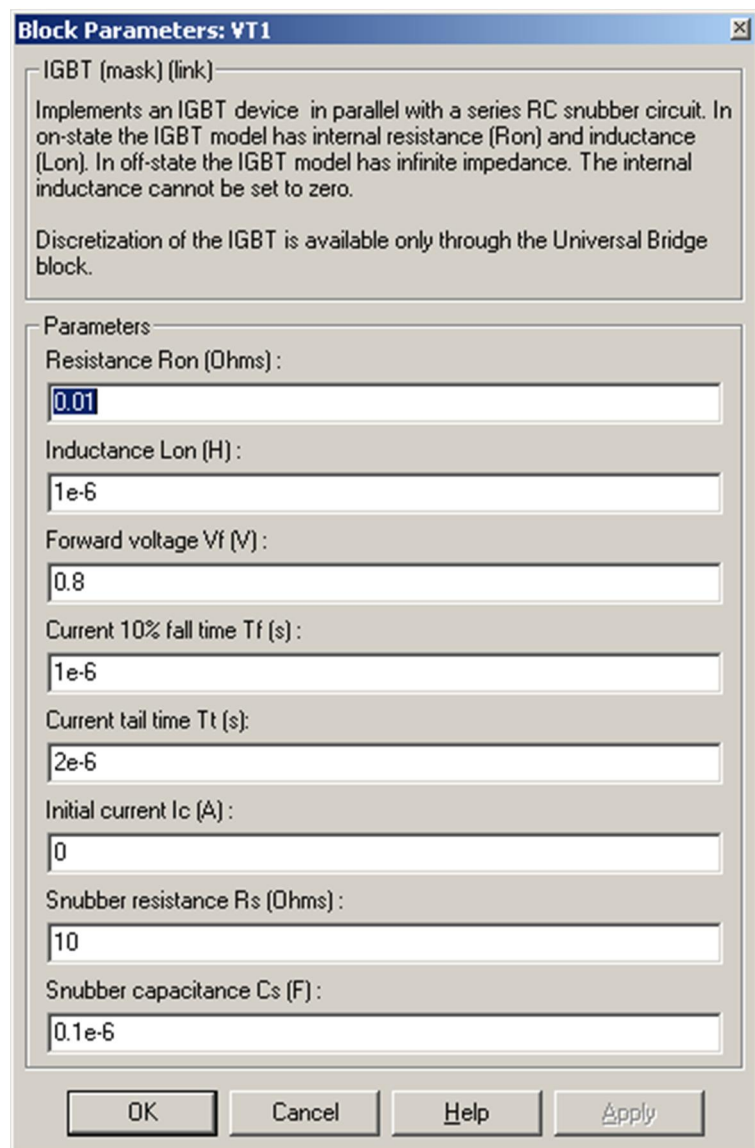 Block Parameters: VT1
IGBT (mask) (link)
Implements an IGBT device in parallel with a series RC snubber circuit. In
on-state the IGBT model has internal resistance (Ron) and inductance
(Lon). In off-state the IGBT model has infinite impedance. The internal
inductance cannot be set to zero.
Discretization of the IGBT is available only through the Universal Bridge
block.
Parameters
Resistance Ron (Ohms) :
0.01
Inductance Lon (H) :
1e-6
Forward voltage Vf (V) :
0.8
Current 10% fall time Tf (s) :
1e-6
Current tail time Tt (s):
2e-6
Initial current Ic (A) :
0
Snubber resistance Rs (Ohms) :
10
Snubber capacitance Cs (F) :
0.1e-6
OK Cancel Help Apply